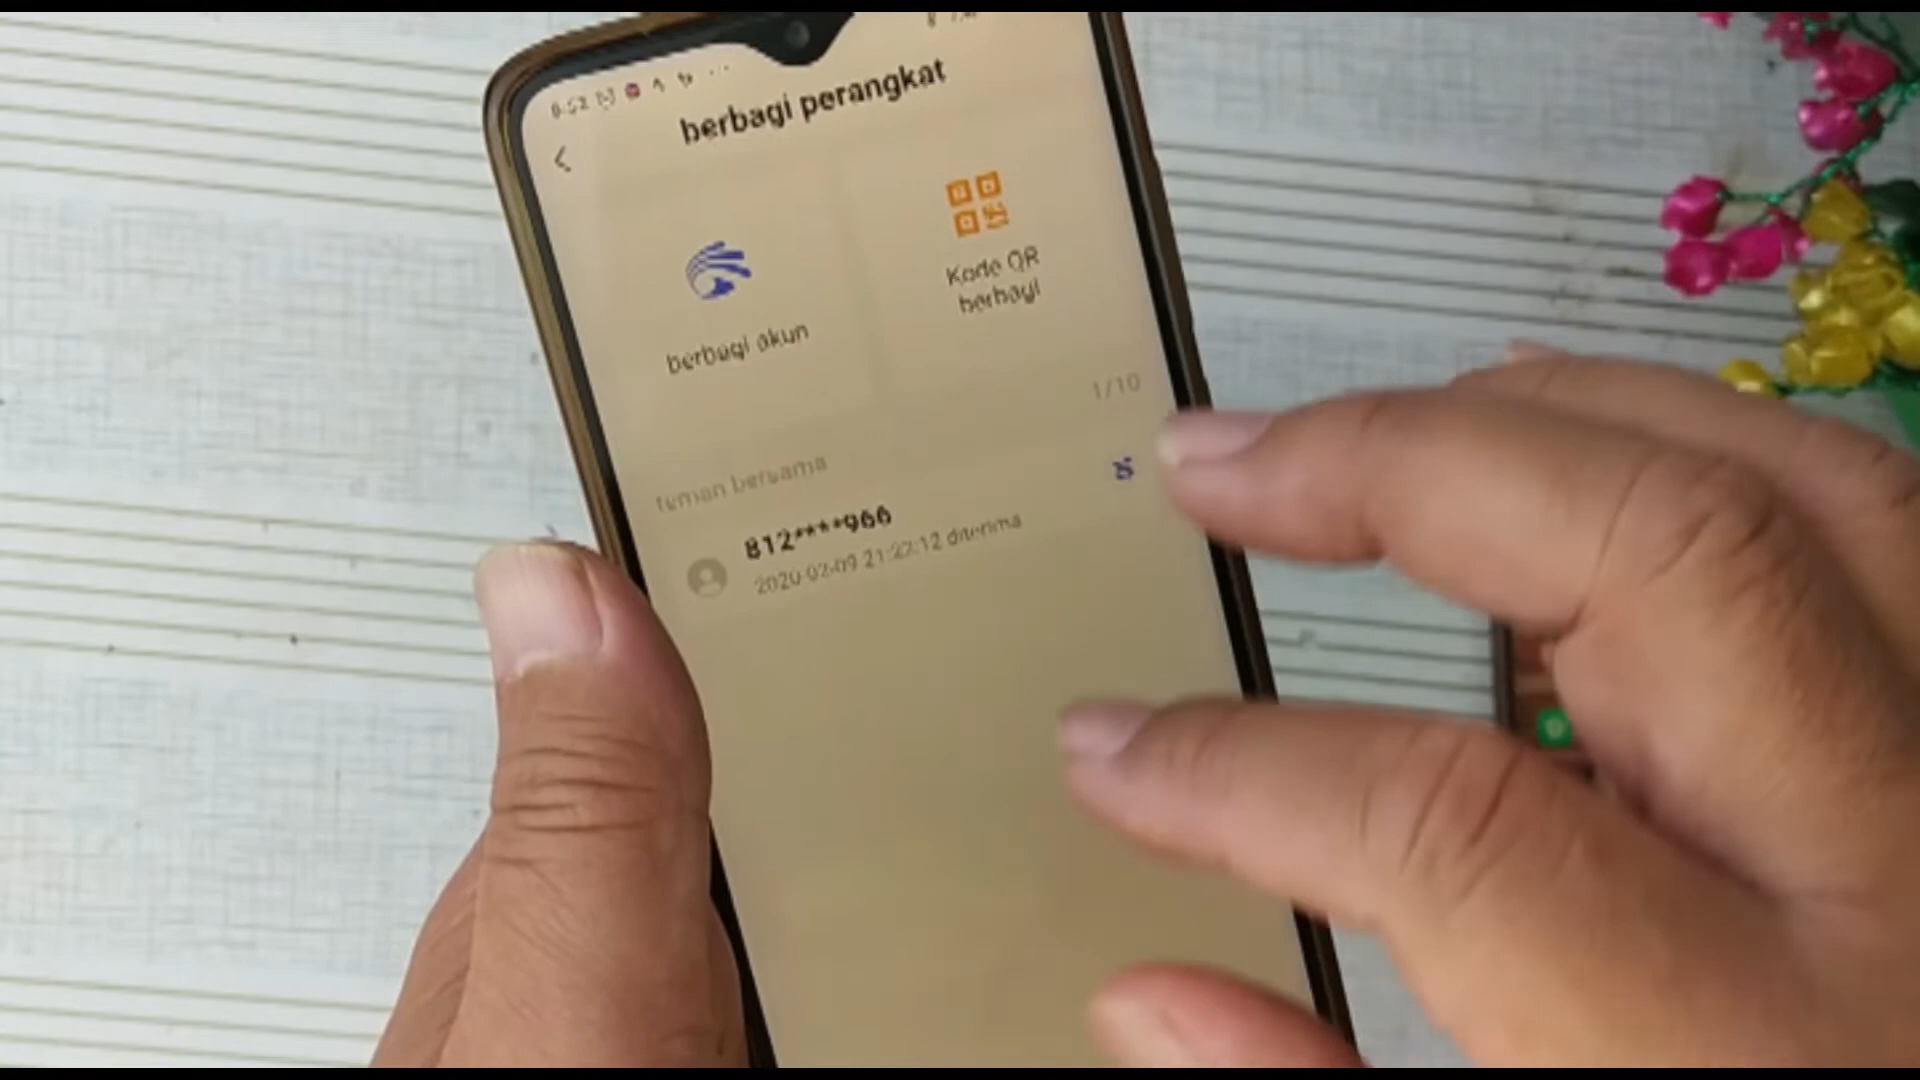 berbagi perangkat
berbagi akun
Kode QR
berbagi
1/10
teman bersama
812****966
2020-02-09 21:22:12 diterima